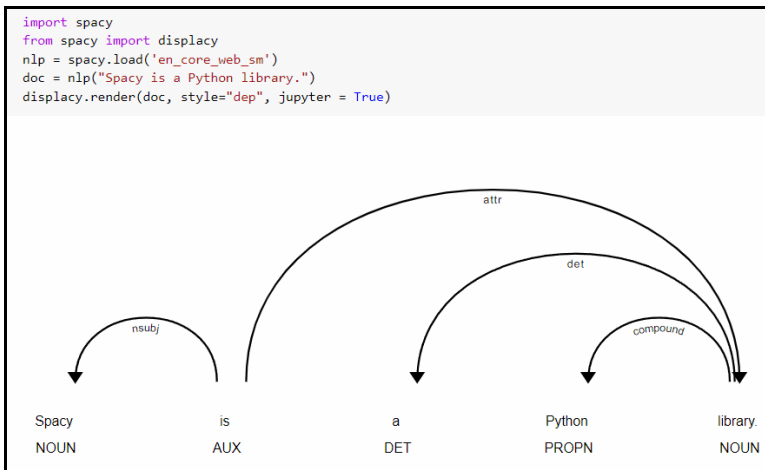 import spacy
from spacy import displacy
nlp = spacy.load('en_core_web_sm')
doc = nlp("Spacy is a Python library.")
displacy.render(doc, style="dep", jupyter = True)
attr
det
nsubj
compound
Spacy is a Python library.
NOUN AUX DET PROPN NOUN